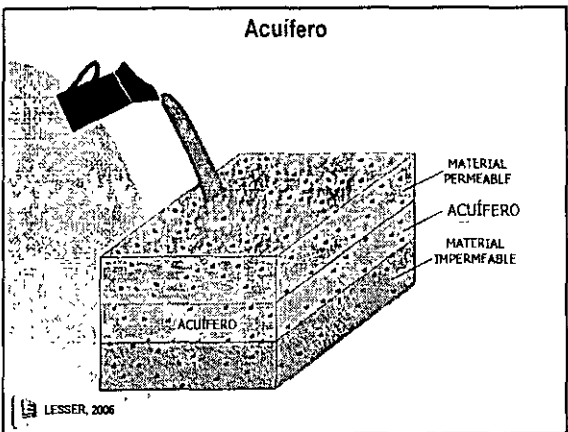 Acuífero
MATERIAL
PERMEABLE
ACUÍFERO
MATERIAL
IMPERMEABLE
ACUÍFERO
LESSER, 2006